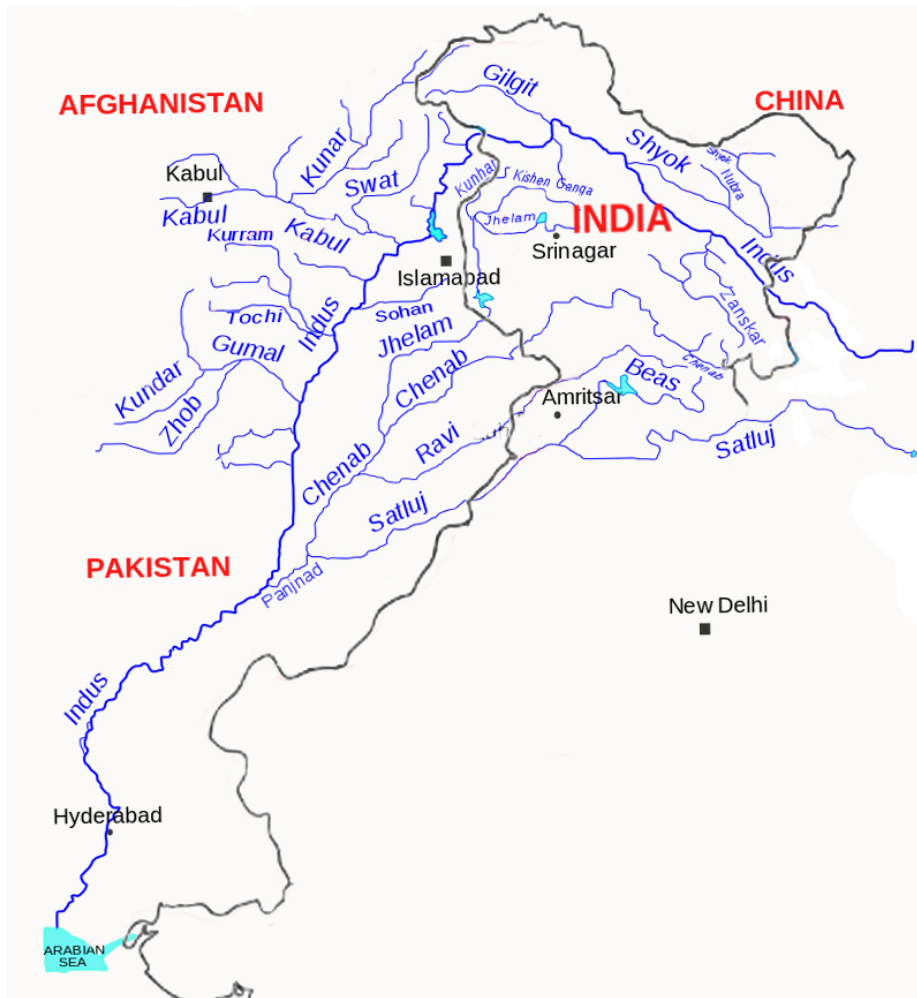 Gilgit
AFGHANISTAN
CHINA
Shyok
Kunar
Shyok
Nubra
Kabul
Swat
Kunhar
Kishen Ganga
Kabul
Kurram
Kabul
Jhelam
INDIA
Srinagar
Indus
Islamabad
Zanskar
Tochi
Indus
Sohan
Jhelam
Gumal
Kundar
Chenab
Chenab
Beas
Zhob
Amritsar
Ravi
Satluj
Chenab
Satluj
PAKISTAN
Panjnad
New Delhi
Indus
Hyderabad
ARABIAN
SEA